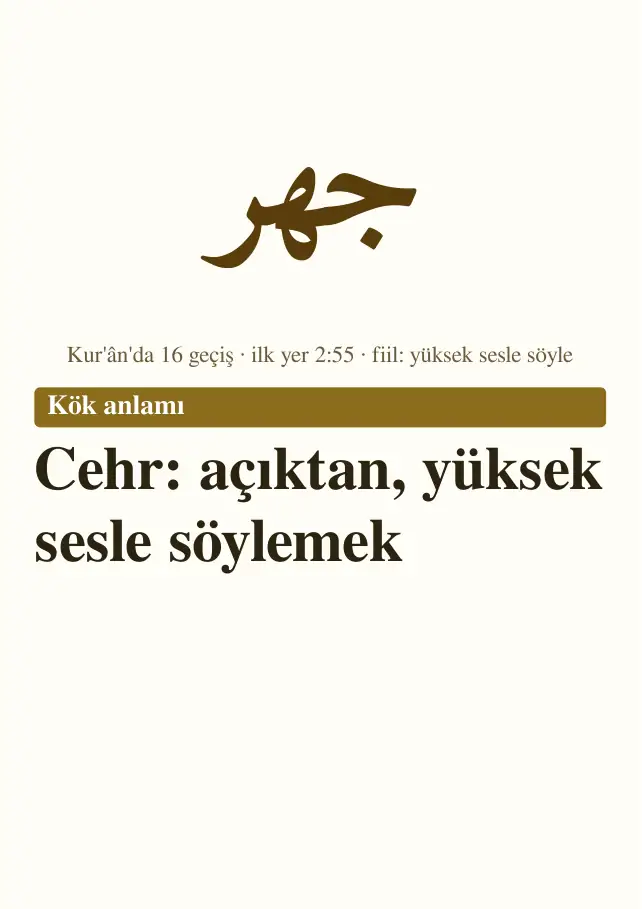 جهر
Kur'ân'da 16 geçiş · ilk yer 2:55 · fiil: yüksek sesle söyle
Kök anlamı
Cehr: açıktan, yüksek
sesle söylemek